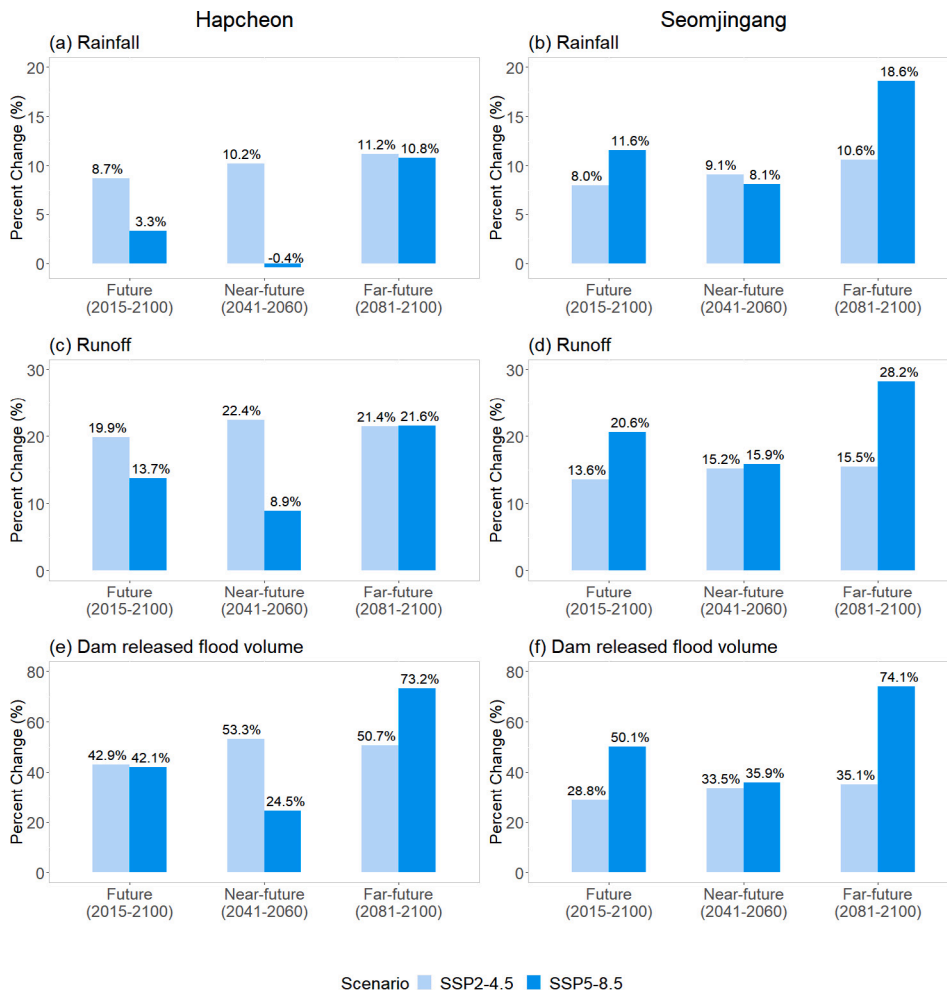 Hapcheon
Seomjingang
(a) Rainfall
Percent Change (%)
20
15
10
5
0
8.7%
3.3%
10.2%
-0.4%
11.2%
10.8%
Future
(2015-2100)
Near-future
(2041-2060)
Far-future
(2081-2100)
(b) Rainfall
Percent Change (%)
20
15
10
5
0
8.0%
11.6%
9.1%
8.1%
10.6%
18.6%
Future
(2015-2100)
Near-future
(2041-2060)
Far-future
(2081-2100)
(c) Runoff
Percent Change (%)
30
20
10
0
19.9%
13.7%
22.4%
8.9%
21.4%
21.6%
Future
(2015-2100)
Near-future
(2041-2060)
Far-future
(2081-2100)
(d) Runoff
Percent Change (%)
30
20
10
0
13.6%
20.6%
15.2%
15.9%
15.5%
28.2%
Future
(2015-2100)
Near-future
(2041-2060)
Far-future
(2081-2100)
(e) Dam released flood volume
Percent Change (%)
80
60
40
20
0
42.9%
42.1%
53.3%
24.5%
50.7%
73.2%
Future
(2015-2100)
Near-future
(2041-2060)
Far-future
(2081-2100)
(f) Dam released flood volume
Percent Change (%)
80
60
40
20
0
28.8%
50.1%
33.5%
35.9%
35.1%
74.1%
Future
(2015-2100)
Near-future
(2041-2060)
Far-future
(2081-2100)
Scenario SSP2-4.5 SSP5-8.5